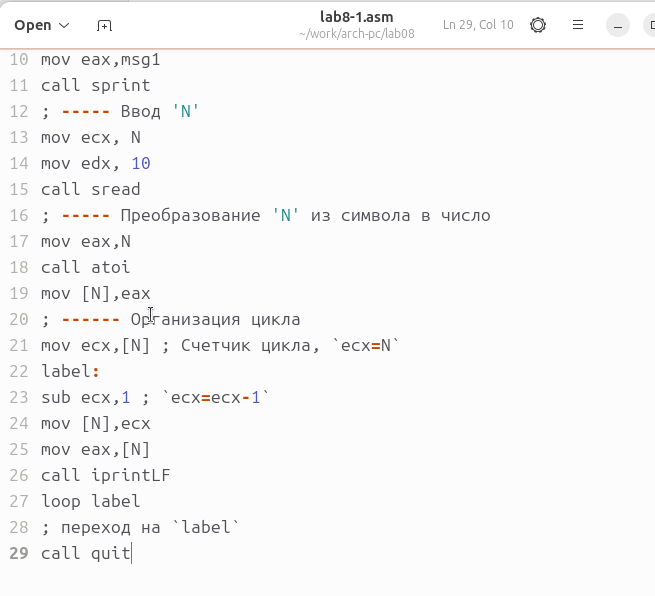 Open
lab8-1.asm
~/work/arch-pc/lab08
Ln 29, Col 10
10 mov eax,msg1
11 call sprint
12 ; ----- Ввод 'N'
13 mov ecx, N
14 mov edx, 10
15 call sread
16 ; ----- Преобразование 'N' из символа в число
17 mov eax,N
18 call atoi
19 mov [N],eax
20 ; ------ Организация цикла
21 mov ecx,[N] ; Счетчик цикла, `ecx=N`
22 label:
23 sub ecx,1 ; `ecx=ecx-1`
24 mov [N],ecx
25 mov eax,[N]
26 call iprintLF
27 loop label
28 ; переход на `label`
29 call quit